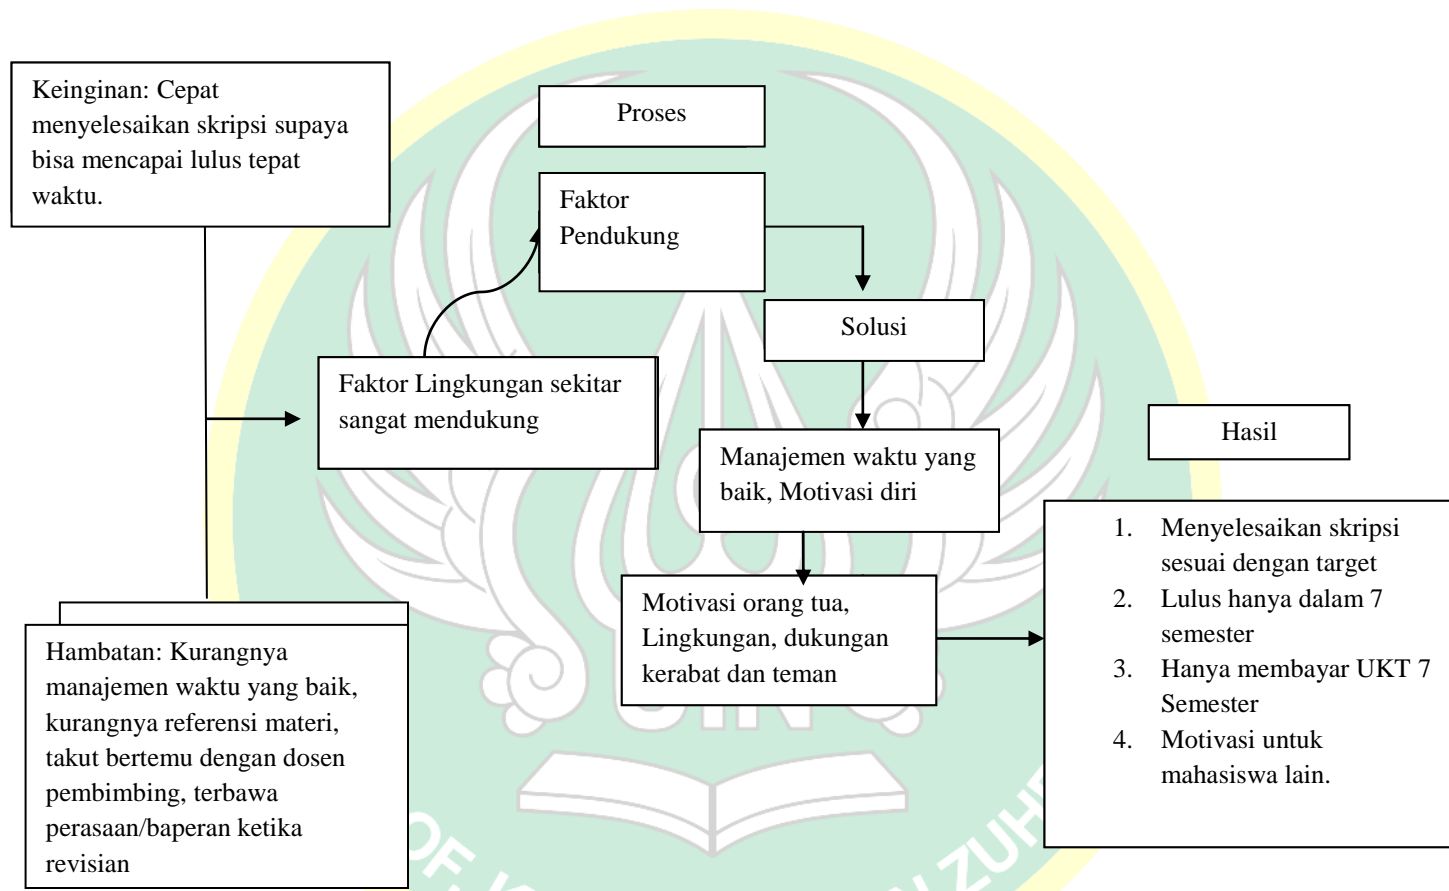 Keinginan: Cepat
menyelesaikan skripsi supaya
bisa mencapai lulus tepat
waktu.
Proses
Faktor
Pendukung
Solusi
Faktor Lingkungan sekitar
sangat mendukung
Manajemen waktu yang
baik, Motivasi diri
Motivasi orang tua,
Lingkungan, dukungan
kerabat dan teman
Hambatan: Kurangnya
manajemen waktu yang baik,
kurangnya referensi materi,
takut bertemu dengan dosen
pembimbing, terbawa
perasaan/baperan ketika
revisian
Hasil
1. Menyelesaikan skripsi
sesuai dengan target
2. Lulus hanya dalam 7
semester
3. Hanya membayar UKT 7
Semester
4. Motivasi untuk
mahasiswa lain.
UIN